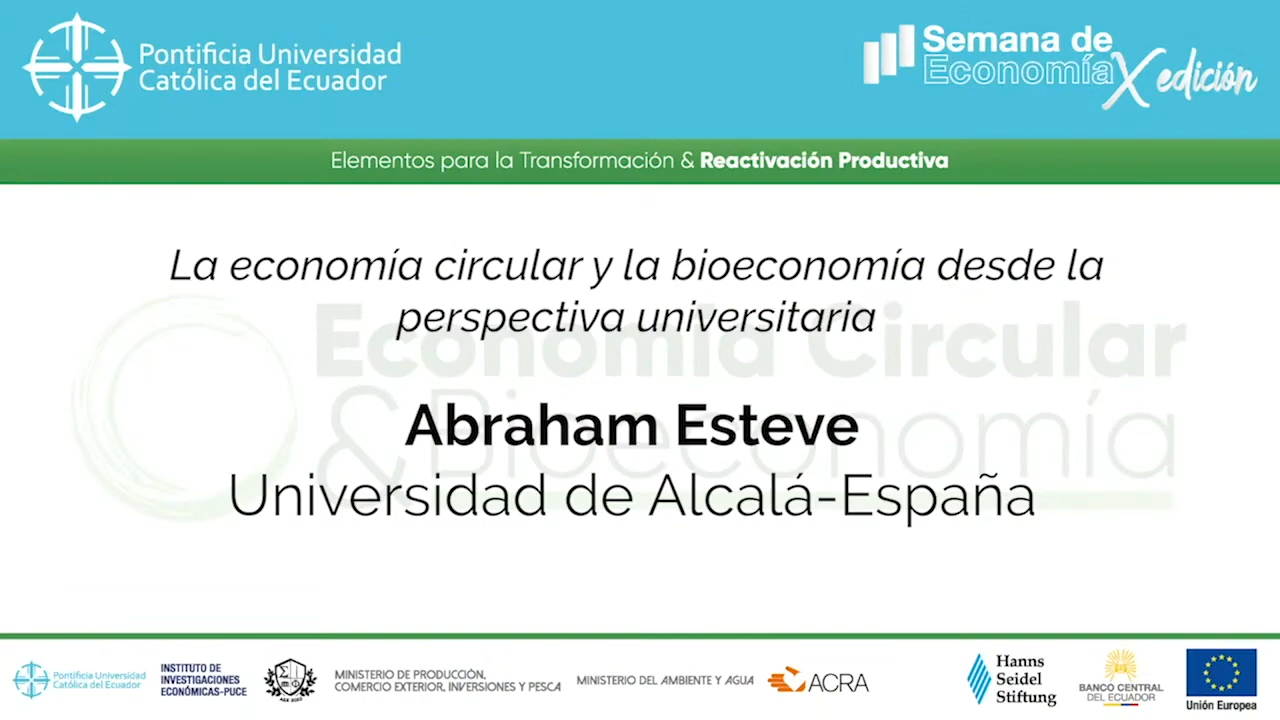 Pontificia Universidad
Católica del Ecuador
Semana de
Economía X edición
Elementos para la Transformación & Reactivación Productiva
La economía circular y la bioeconomía desde la
perspectiva universitaria
Economía Circular
& Bioeconomía
Abraham Esteve
Universidad de Alcalá-España
Pontificia Universidad
Católica del Ecuador
INSTITUTO DE
INVESTIGACIONES
ECONÓMICAS-PUCE
MINISTERIO DE PRODUCCIÓN,
COMERCIO EXTERIOR, INVERSIONES Y PESCA
MINISTERIO DEL AMBIENTE Y AGUA
ACRA
Hanns
Seidel
Stiftung
BANCO CENTRAL
DEL ECUADOR
Unión Europea